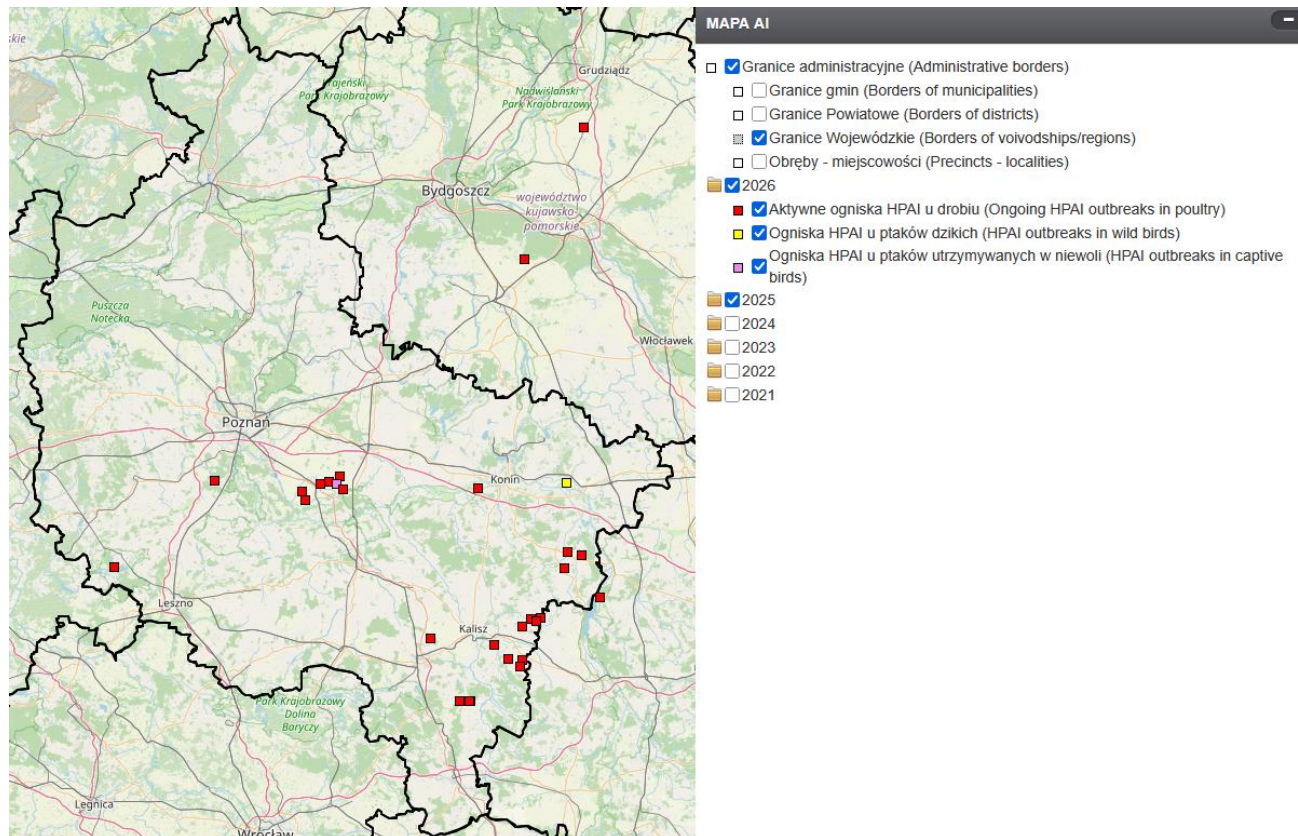 skie
Grudziądz
rajeński
Park Krajobrazowy
Nadwiślański
Park Krajobrazowy
Bydgoszcz
województwo
kujawsko-
pomorskie
Puszcza
Notecka
Włocławek
Poznań
Konin
Leszno
Kalisz
Park Krajobrazowy
Dolina
Baryczy
Legnica
Wrocław
MAPA AI
Granice administracyjne (Administrative borders)
Granice gmin (Borders of municipalities)
Granice Powiatowe (Borders of districts)
Granice Wojewódzkie (Borders of voivodships/regions)
Obręby - miejscowości (Precincts - localities)
2026
Aktywne ogniska HPAI u drobiu (Ongoing HPAI outbreaks in poultry)
Ogniska HPAI u ptaków dzikich (HPAI outbreaks in wild birds)
Ogniska HPAI u ptaków utrzymywanych w niewoli (HPAI outbreaks in captive
birds)
2025
2024
2023
2022
2021